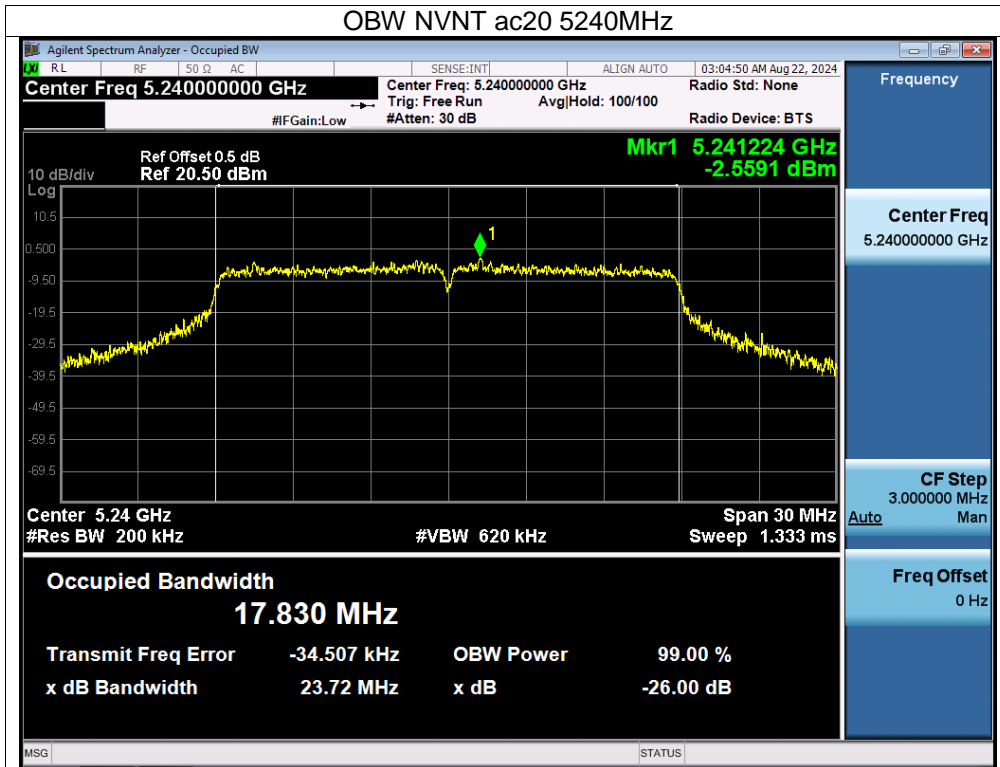 OBW NVNT ac20 5240MHz
Agilent Spectrum Analyzer - Occupied BW
LXI RL RF 50 Ω AC SENSE:INT ALIGN AUTO 03:04:50 AM Aug 22, 2024
Center Freq 5.240000000 GHz
Center Freq: 5.240000000 GHz Radio Std: None
Trig: Free Run Avg|Hold: 100/100
#IFGain:Low #Atten: 30 dB Radio Device: BTS
Frequency
Mkr1 5.241224 GHz
-2.5591 dBm
Ref Offset 0.5 dB
10 dB/div Ref 20.50 dBm
Log
10.5
0.500
-9.50
-19.5
-29.5
-39.5
-49.5
-59.5
-69.5
1
Center 5.24 GHz Span 30 MHz
#Res BW 200 kHz #VBW 620 kHz Sweep 1.333 ms
Center Freq
5.240000000 GHz
CF Step
3.000000 MHz
Auto Man
Freq Offset
0 Hz
Occupied Bandwidth
17.830 MHz
Transmit Freq Error -34.507 kHz OBW Power 99.00 %
x dB Bandwidth 23.72 MHz x dB -26.00 dB
MSG STATUS